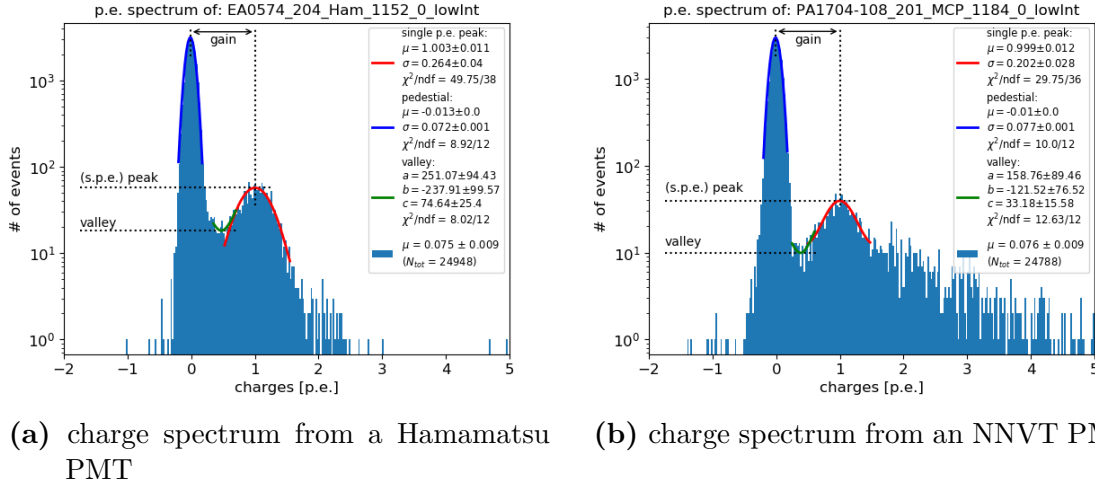 p.e. spectrum of: EA0574_204_Ham_1152_0_lowInt
gain
single p.e. peak:
μ = 1.003±0.011
σ = 0.264±0.04
χ²/ndf = 49.75/38
pedestial:
μ = -0.013±0.0
σ = 0.072±0.001
χ²/ndf = 8.92/12
valley:
a = 251.07±94.43
b = -237.91±99.57
c = 74.64±25.4
χ²/ndf = 8.02/12
μ = 0.075 ± 0.009
(N_tot = 24948)
(s.p.e.) peak
valley
# of events
10³
10²
10¹
10⁰
−2 −1 0 1 2 3 4 5
charges [p.e.]
p.e. spectrum of: PA1704-108_201_MCP_1184_0_lowInt
gain
single p.e. peak:
μ = 0.999±0.012
σ = 0.202±0.028
χ²/ndf = 29.75/36
pedestial:
μ = -0.01±0.0
σ = 0.077±0.001
χ²/ndf = 10.0/12
valley:
a = 158.76±89.46
b = -121.52±76.52
c = 33.18±15.58
χ²/ndf = 12.63/12
μ = 0.076 ± 0.009
(N_tot = 24788)
(s.p.e.) peak
valley
# of events
10³
10²
10¹
10⁰
−2 −1 0 1 2 3 4 5
charges [p.e.]
(a) charge spectrum from a Hamamatsu
PMT
(b) charge spectrum from an NNVT PM